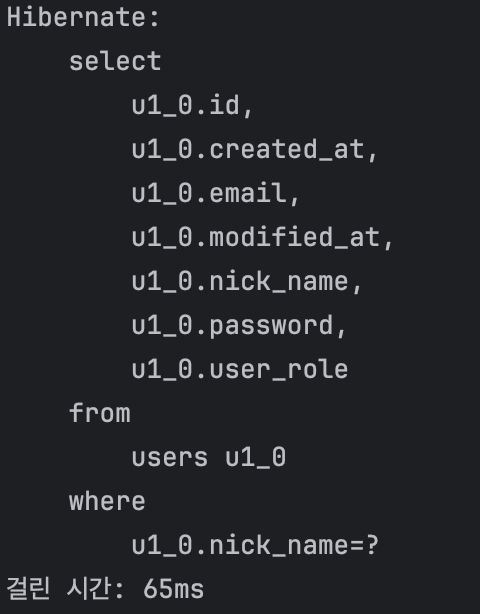 Hibernate:
    select
        u1_0.id,
        u1_0.created_at,
        u1_0.email,
        u1_0.modified_at,
        u1_0.nick_name,
        u1_0.password,
        u1_0.user_role
    from
        users u1_0
    where
        u1_0.nick_name=?
걸린 시간: 65ms